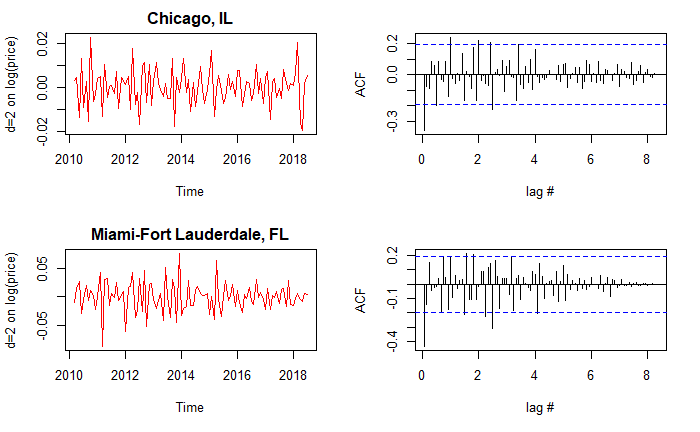 Chicago, IL
d=2 on log(price)
0.02
0.00
-0.02
2010 2012 2014 2016 2018
Time
ACF
0.2
0.0
-0.3
0 2 4 6 8
lag #
Miami-Fort Lauderdale, FL
d=2 on log(price)
0.05
-0.05
2010 2012 2014 2016 2018
Time
ACF
0.2
-0.1
-0.4
0 2 4 6 8
lag #